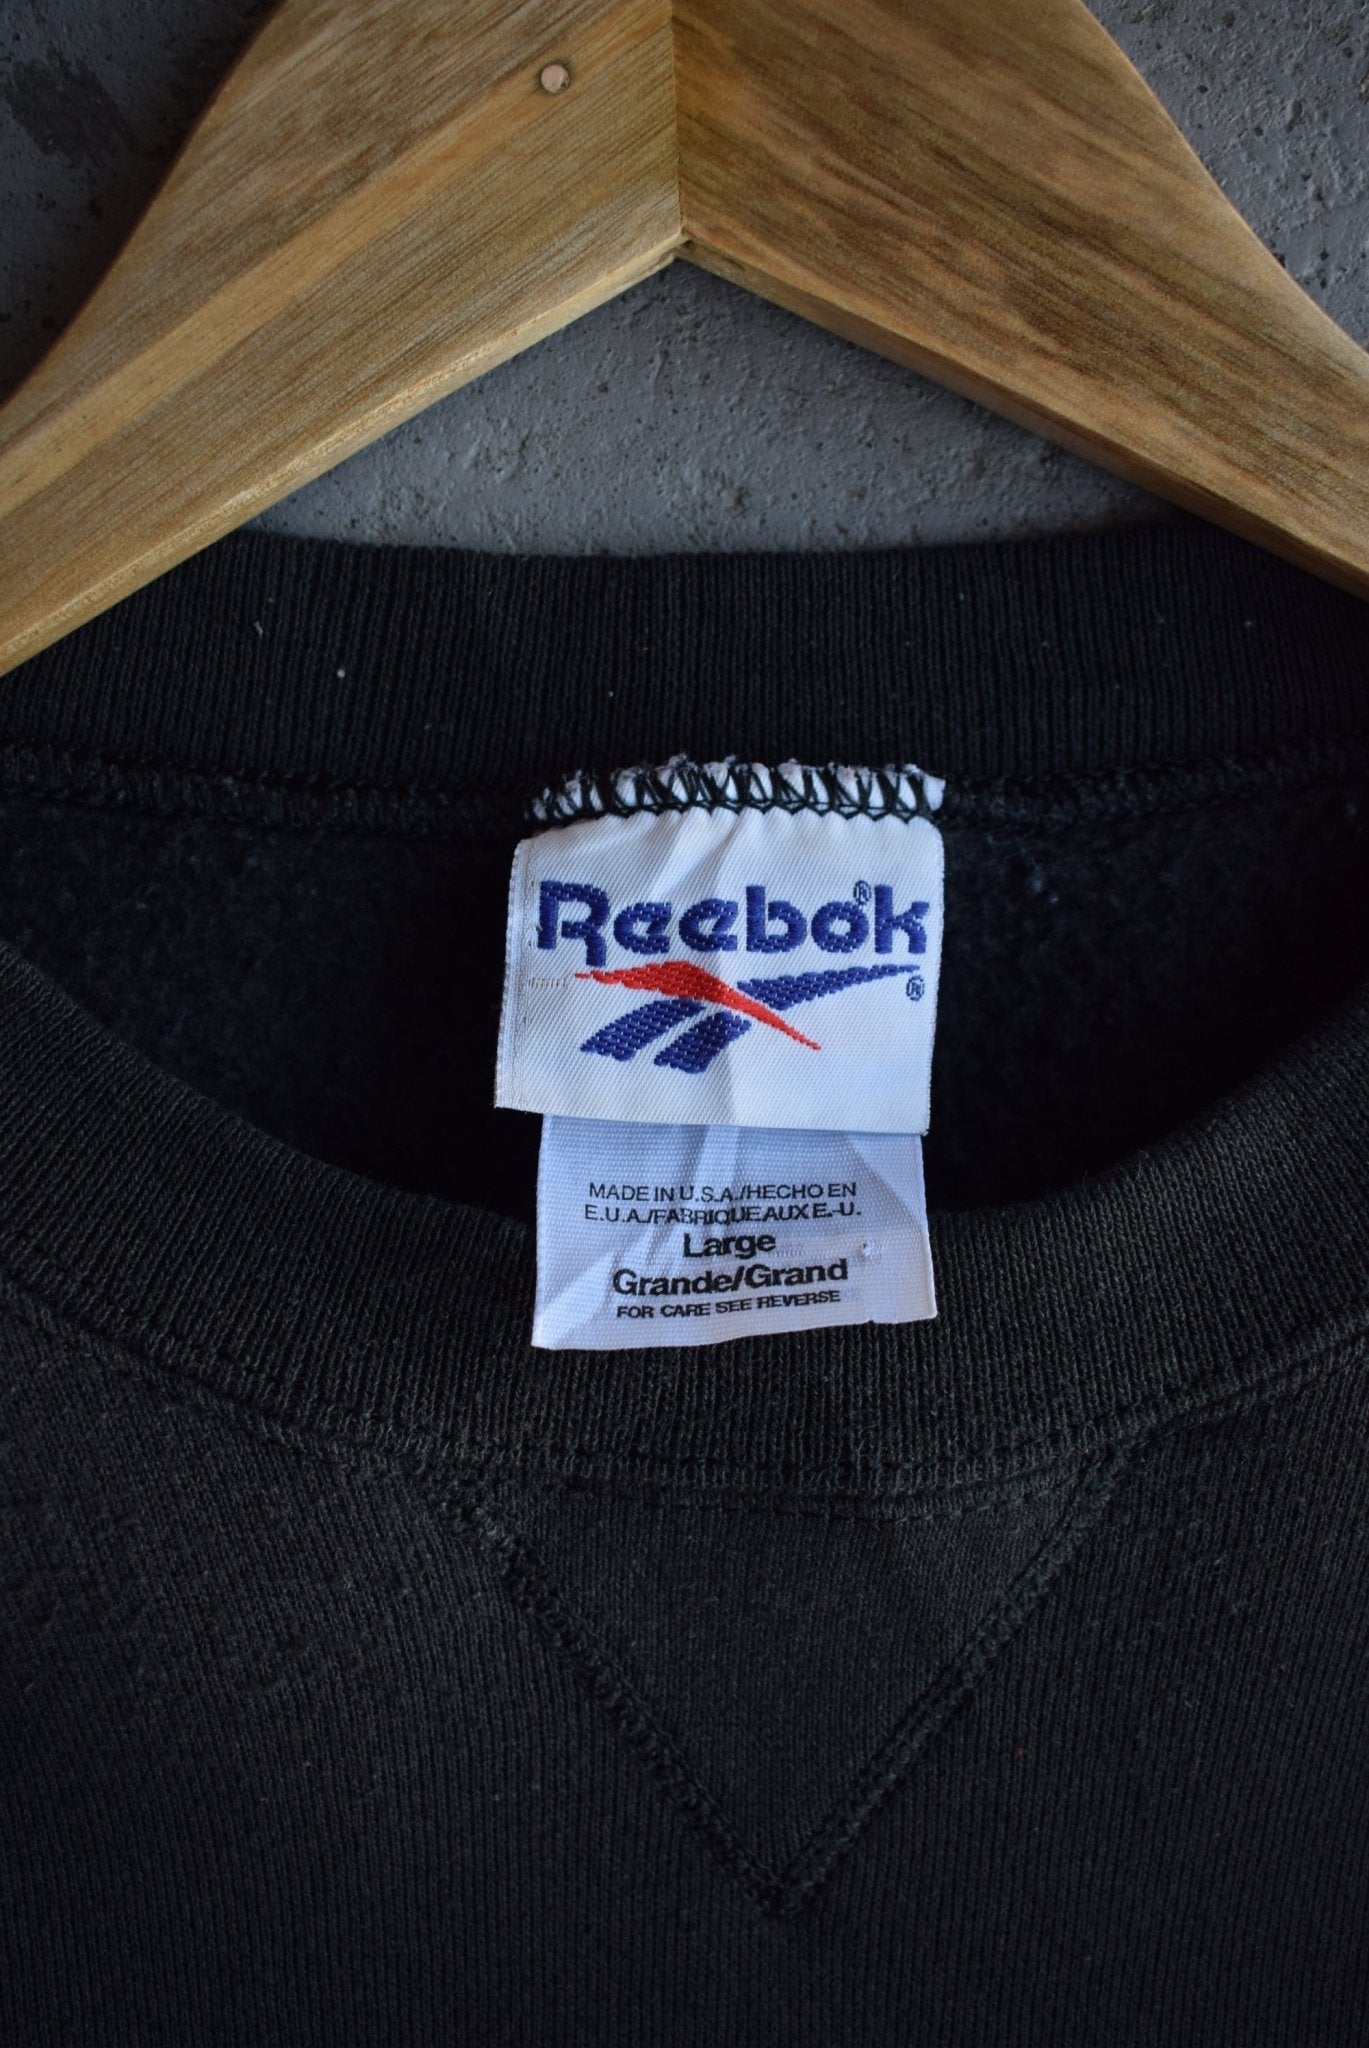 Reebok®
®
MADE IN U.S.A./HECHO EN
E.U.A./FABRIQUE AUX E.-U.
Large
Grande/Grand
FOR CARE SEE REVERSE